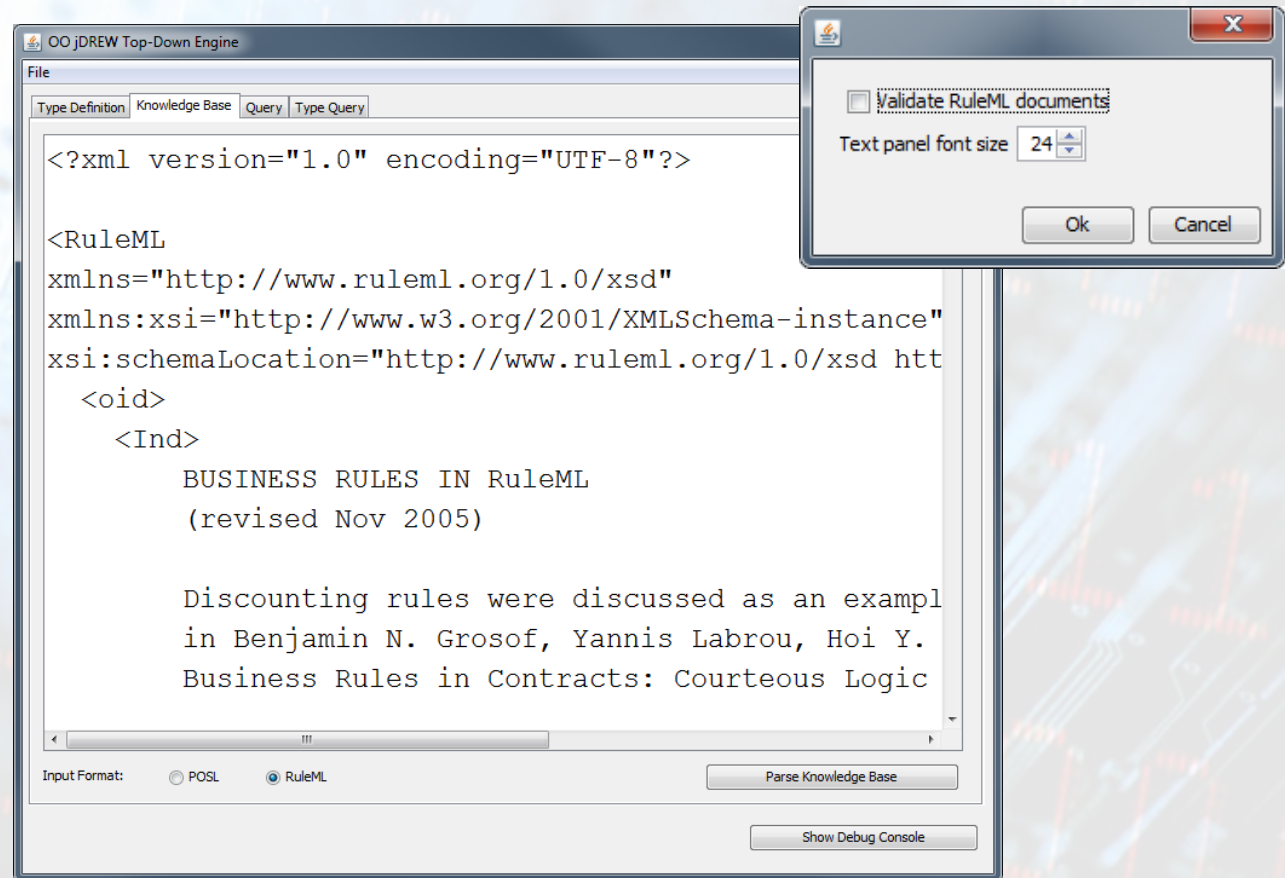 OO jDREW Top-Down Engine
File
Type Definition Knowledge Base Query Type Query
<?xml version="1.0" encoding="UTF-8"?>
<RuleML
xmlns="http://www.ruleml.org/1.0/xsd"
xmlns:xsi="http://www.w3.org/2001/XMLSchema-instance"
xsi:schemaLocation="http://www.ruleml.org/1.0/xsd htt
<oid>
<Ind>
BUSINESS RULES IN RuleML
(revised Nov 2005)
Discounting rules were discussed as an exampl
in Benjamin N. Grosof, Yannis Labrou, Hoi Y.
Business Rules in Contracts: Courteous Logic
Input Format: POSL RuleML Parse Knowledge Base
Show Debug Console
Validate RuleML documents
Text panel font size 24
Ok Cancel